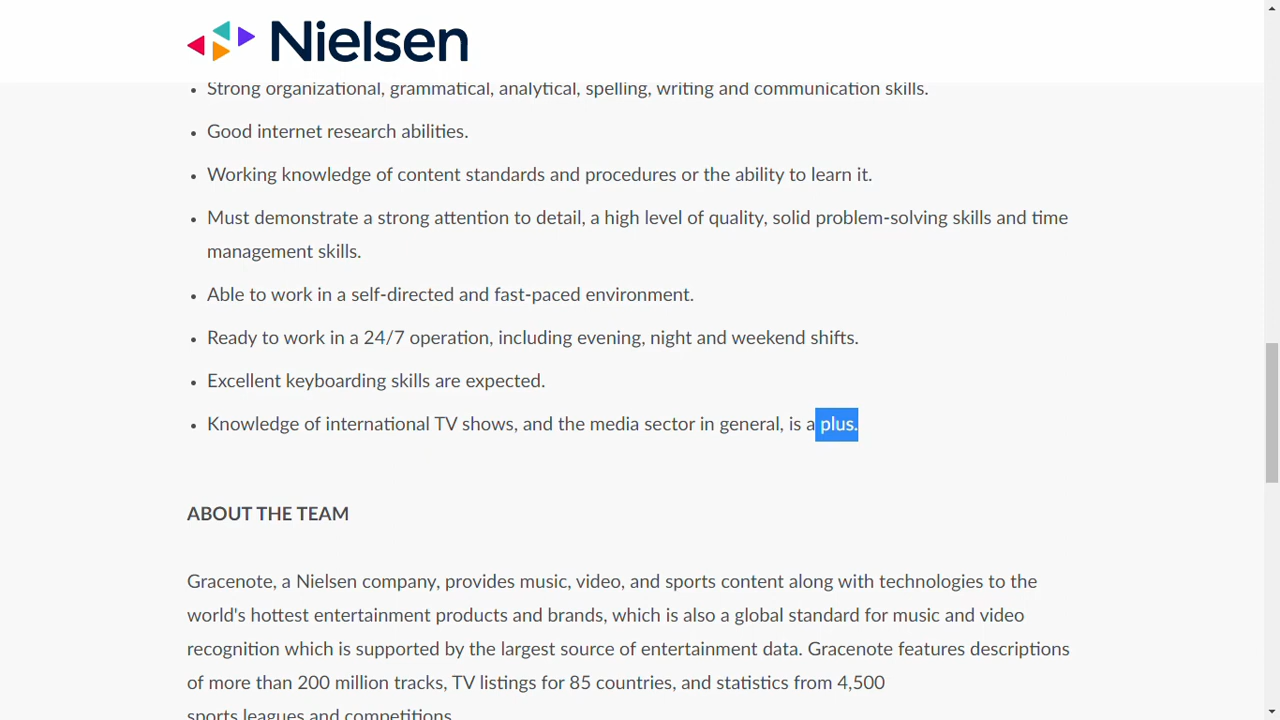 Nielsen
Strong organizational, grammatical, analytical, spelling, writing and communication skills.
Good internet research abilities.
Working knowledge of content standards and procedures or the ability to learn it.
Must demonstrate a strong attention to detail, a high level of quality, solid problem-solving skills and time
management skills.
Able to work in a self-directed and fast-paced environment.
Ready to work in a 24/7 operation, including evening, night and weekend shifts.
Excellent keyboarding skills are expected.
Knowledge of international TV shows, and the media sector in general, is a plus.
ABOUT THE TEAM
Gracenote, a Nielsen company, provides music, video, and sports content along with technologies to the
world's hottest entertainment products and brands, which is also a global standard for music and video
recognition which is supported by the largest source of entertainment data. Gracenote features descriptions
of more than 200 million tracks, TV listings for 85 countries, and statistics from 4,500
sports leagues and competitions.